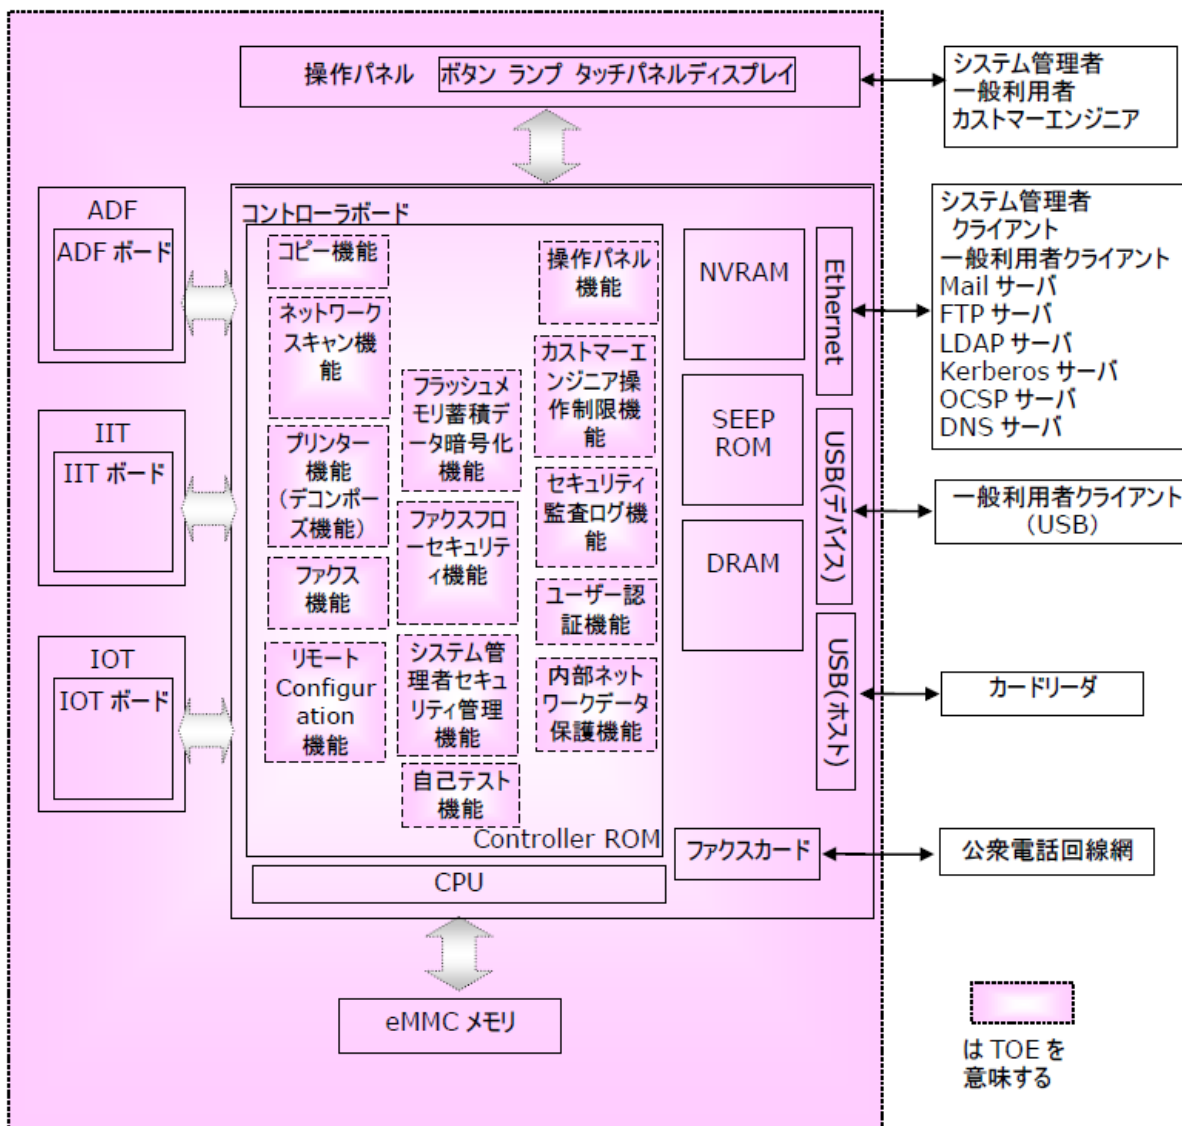 操作パネル
ボタン ランプ タッチパネルディスプレイ
システム管理者
一般利用者
カストマーエンジニア
ADF
ADF ボード
IIT
IIT ボード
IOT
IOT ボード
コントローラボード
コピー機能
ネットワーク
スキャン機
能
プリンター
機能
（デコンポー
ズ機能）
ファクス
機能
リモート
Configur
ation
機能
フラッシュメ
モリ蓄積デ
ータ暗号化
機能
ファクスフロ
ーセキュリテ
ィ機能
システム管
理者セキュ
リティ管理
機能
自己テスト
機能
操作パネル
機能
カストマーエ
ンジニア操
作制限機
能
セキュリティ
監査ログ機
能
ユーザー認
証機能
内部ネット
ワークデータ
保護機能
Controller ROM
CPU
NVRAM
SEEP
ROM
DRAM
Ethernet
USB(デバイス)
USB(ホスト)
ファクスカード
システム管理者
クライアント
一般利用者クライアント
Mail サーバ
FTP サーバ
LDAP サーバ
Kerberos サーバ
OCSP サーバ
DNS サーバ
一般利用者クライアント
（USB）
カードリーダ
公衆電話回線網
eMMC メモリ
は TOE を
意味する